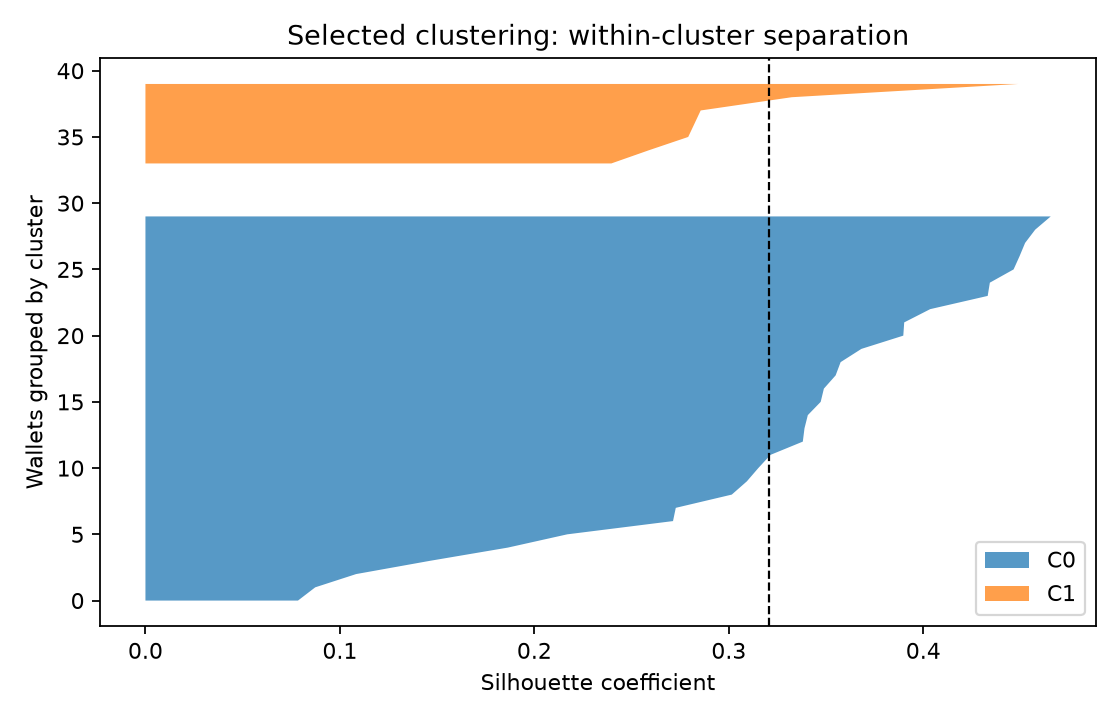 Selected clustering: within-cluster separation
Wallets grouped by cluster
40
35
30
25
20
15
10
5
0
0.0 0.1 0.2 0.3 0.4
Silhouette coefficient
C0
C1